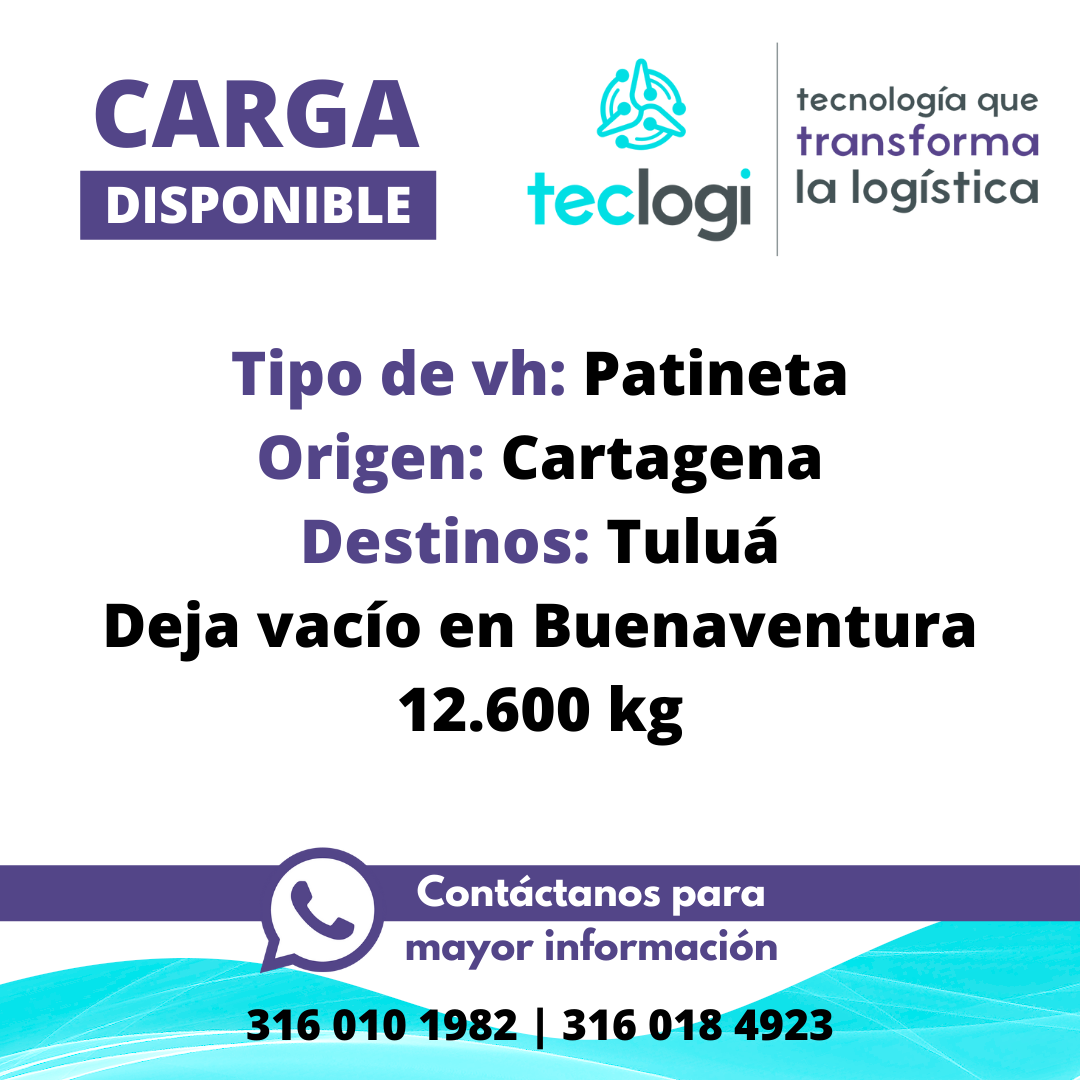 CARGA
DISPONIBLE
teclogi
tecnología que
transforma
la logística
Tipo de vh: Patineta
Origen: Cartagena
Destinos: Tuluá
Deja vacío en Buenaventura
12.600 kg
Contáctanos para
mayor información
316 010 1982 | 316 018 4923